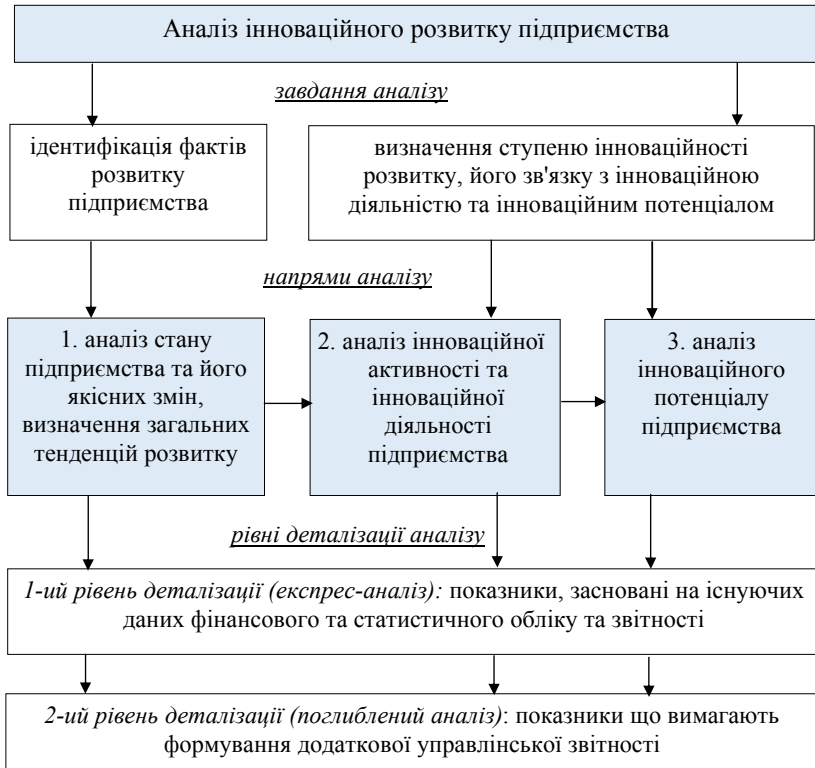 Аналіз інноваційного розвитку підприємства
завдання аналізу
ідентифікація фактів
розвитку
підприємства
визначення ступеню інноваційності
розвитку, його зв'язку з інноваційною
діяльністю та інноваційним потенціалом
напрями аналізу
1. аналіз стану
підприємства та його
якісних змін,
визначення загальних
тенденцій розвитку
2. аналіз інноваційної
активності та
інноваційної
діяльності
підприємства
3. аналіз
інноваційного
потенціалу
підприємства
рівні деталізації аналізу
1-ий рівень деталізації (експрес-аналіз): показники, засновані на існуючих
даних фінансового та статистичного обліку та звітності
2-ий рівень деталізації (поглиблений аналіз): показники що вимагають
формування додаткової управлінської звітності